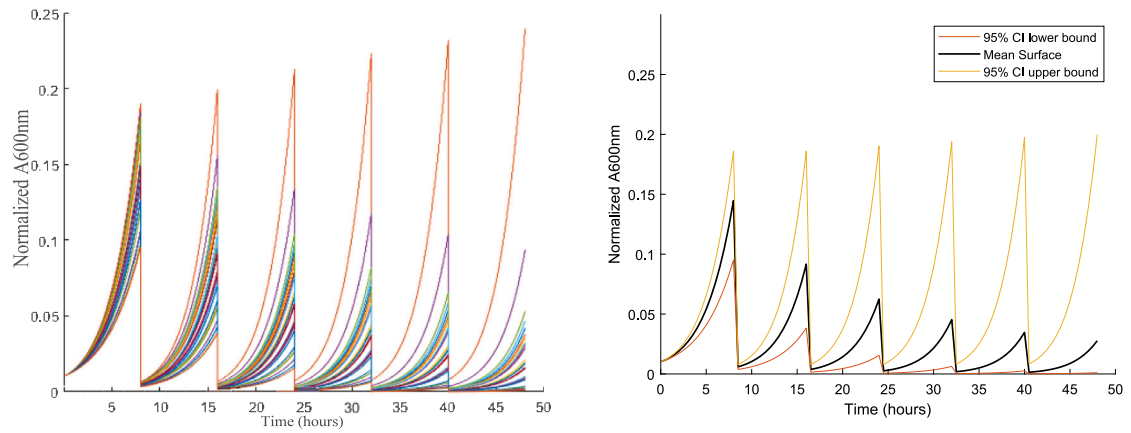 0.25
0.2
0.15
0.1
0.05
0
Normalized A600nm
5 10 15 20 25 30 35 40 45 50
Time (hours)
0.25
0.2
0.15
0.1
0.05
0
Normalized A600nm
95% CI lower bound
Mean Surface
95% CI upper bound
0 5 10 15 20 25 30 35 40 45 50
Time (hours)